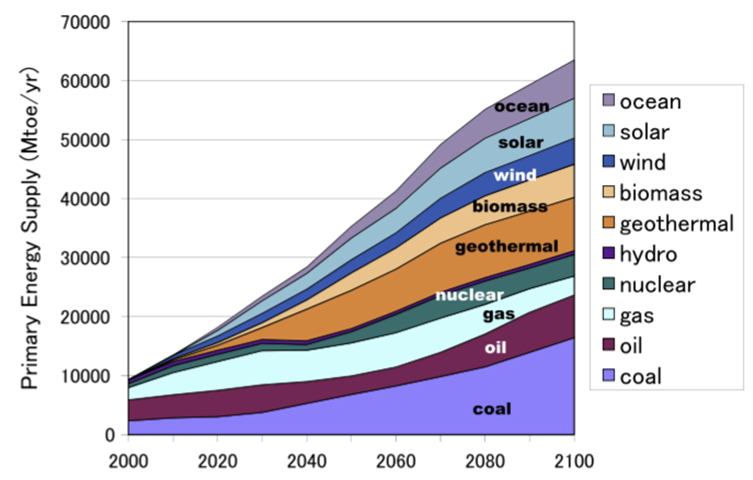 Primary Energy Supply (Mtoe/yr)
70000
60000
50000
40000
30000
20000
10000
0
2000
2020
2040
2060
2080
2100
ocean
solar
wind
biomass
geothermal
nuclear
gas
oil
coal
ocean
solar
wind
biomass
geothermal
hydro
nuclear
gas
oil
coal